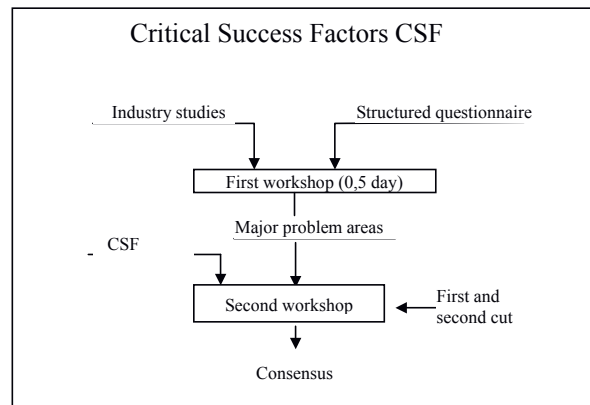 Critical Success Factors CSF
Industry studies
Structured questionnaire
First workshop (0,5 day)
Major problem areas
CSF
Second workshop
First and
second cut
Consensus